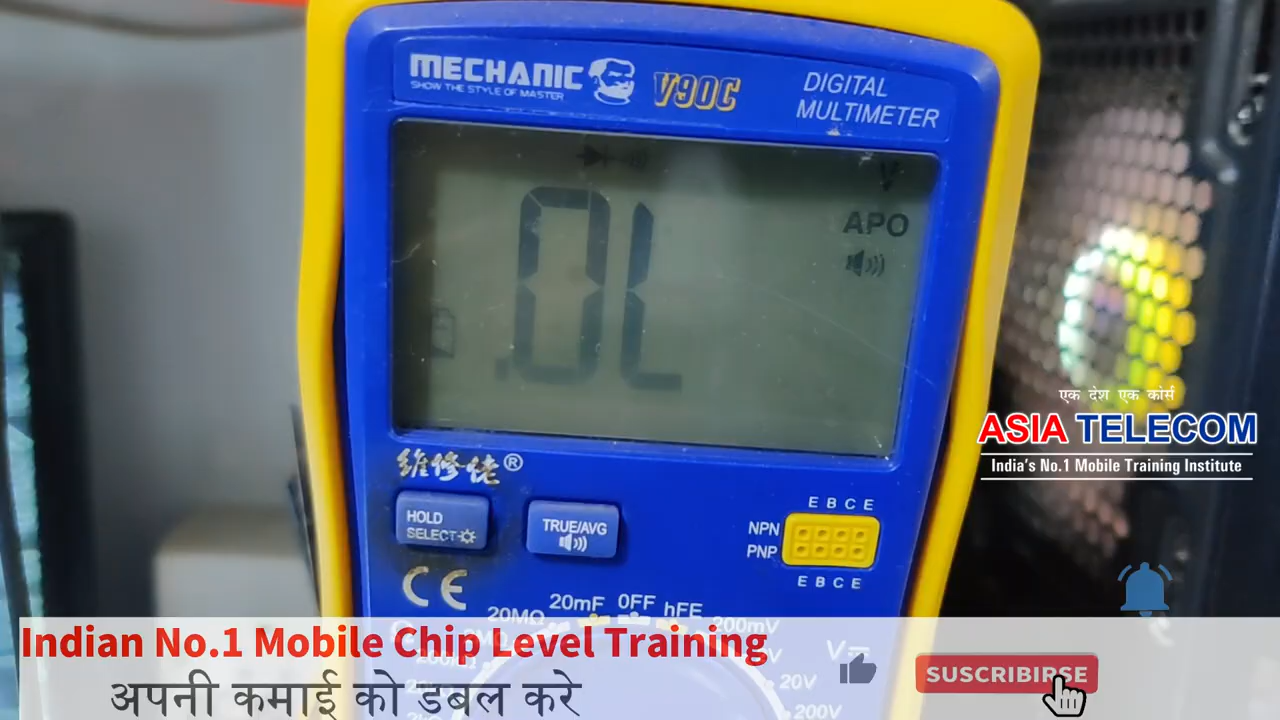 MECHANIC
SHOW THE STYLE OF MASTER
V90C
DIGITAL
MULTIMETER
V
APO
.0L
एक देश एक कोर्स
ASIA TELECOM
India's No.1 Mobile Training Institute
维修佬®
HOLD
SELECT
TRUE/AVG
E B C E
NPN
PNP
E B C E
CE
20MΩ
20mF
OFF
hFE
200mV
200kΩ
2kΩ
V
20V
200V
Indian No.1 Mobile Chip Level Training
अपनी कमाई को डबल करे
SUSCRIBIRSE